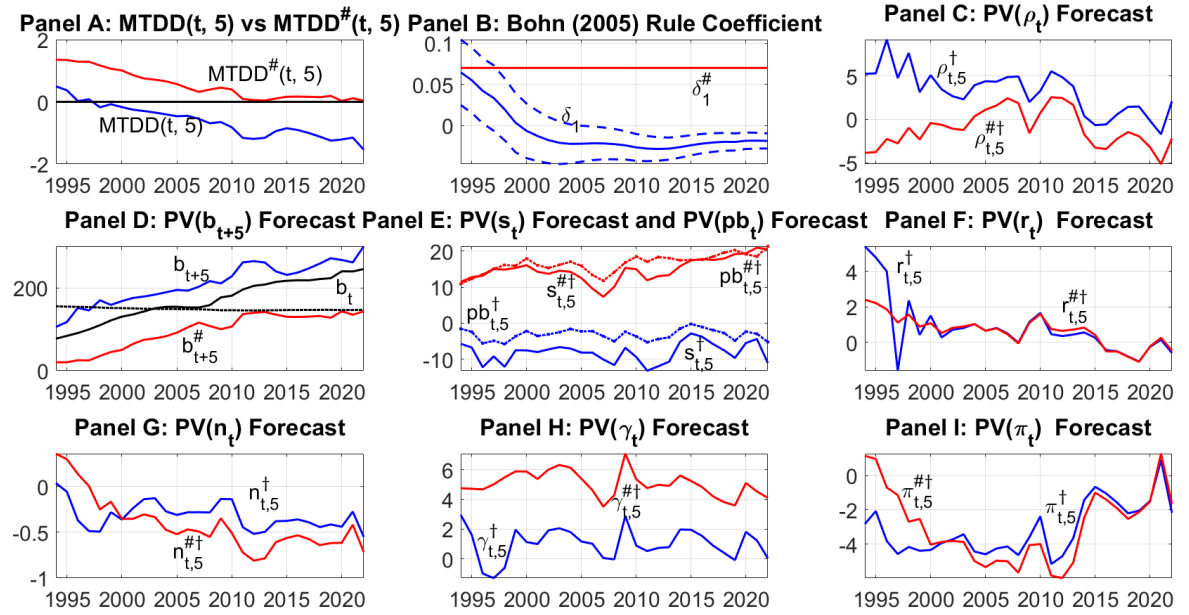 Panel A: MTDD(t, 5) vs MTDD#(t, 5)
2
0
-2
MTDD#(t, 5)
MTDD(t, 5)
1995 2000 2005 2010 2015 2020
Panel B: Bohn (2005) Rule Coefficient
0.1
0.05
0
δ1
δ1#
1995 2000 2005 2010 2015 2020
Panel C: PV(ρt) Forecast
5
0
-5
ρt,5†
ρt,5#†
1995 2000 2005 2010 2015 2020
Panel D: PV(bt+5) Forecast
200
0
bt+5
bt
b#t+5
1995 2000 2005 2010 2015 2020
Panel E: PV(st) Forecast and PV(pbt) Forecast
20
10
0
-10
pb#†t,5
s#†t,5
pb†t,5
s†t,5
1995 2000 2005 2010 2015 2020
Panel F: PV(rt) Forecast
4
2
0
r†t,5
r#†t,5
1995 2000 2005 2010 2015 2020
Panel G: PV(nt) Forecast
0
-0.5
-1
n†t,5
n#†t,5
1995 2000 2005 2010 2015 2020
Panel H: PV(γt) Forecast
6
4
2
0
γ#†t,5
γ†t,5
1995 2000 2005 2010 2015 2020
Panel I: PV(πt) Forecast
0
-2
-4
π#†t,5
π†t,5
1995 2000 2005 2010 2015 2020